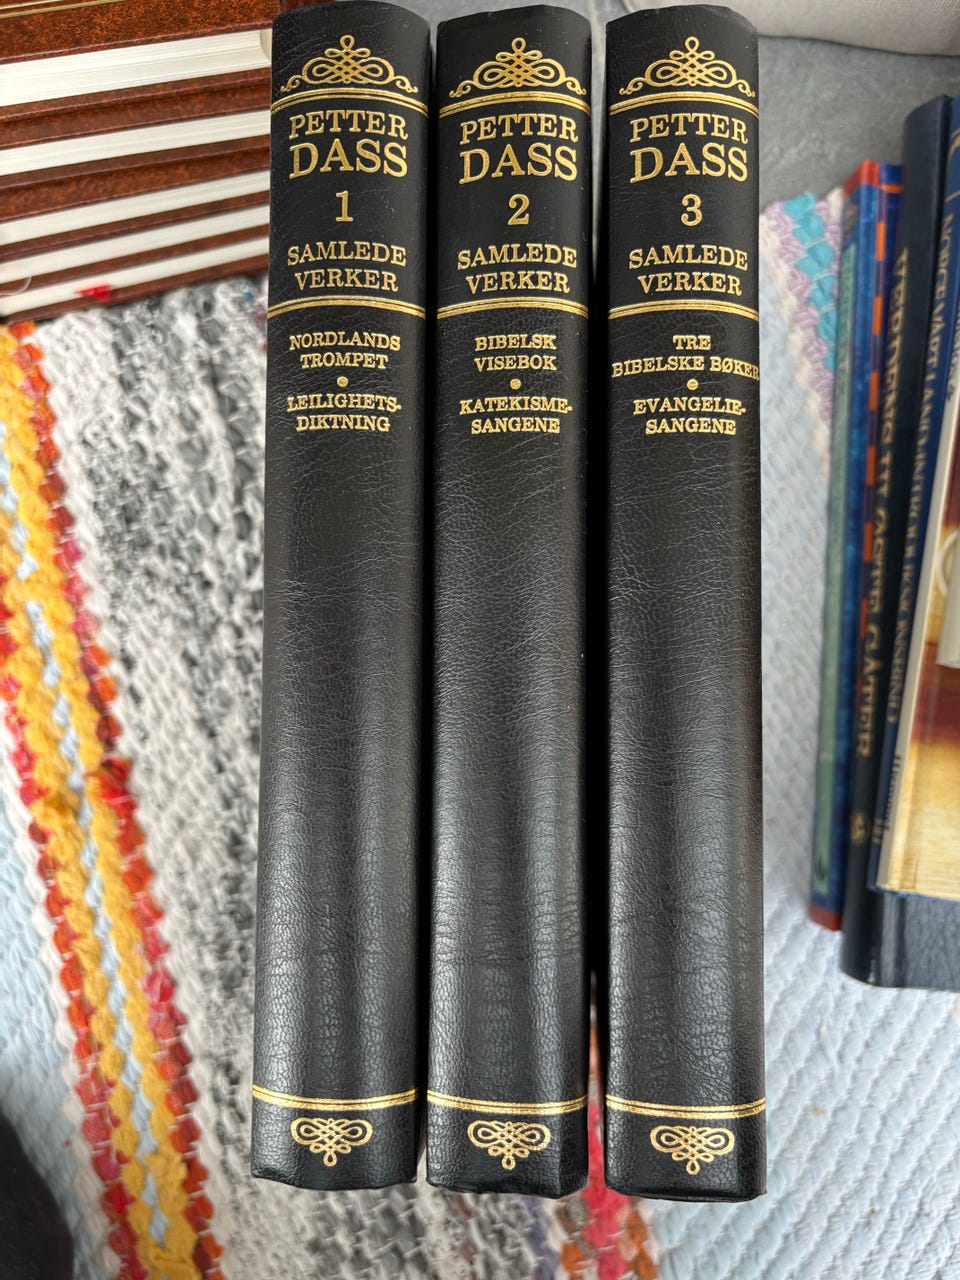 PETTER
DASS
1
SAMLEDE
VERKER
NORDLANDS
TROMPET
LEILIGHETS-
DIKTNING
PETTER
DASS
2
SAMLEDE
VERKER
BIBELSK
VISEBOK
KATEKISME-
SANGENE
PETTER
DASS
3
SAMLEDE
VERKER
TRE
BIBELSKE BØKER
EVANGELIE-
SANGENE